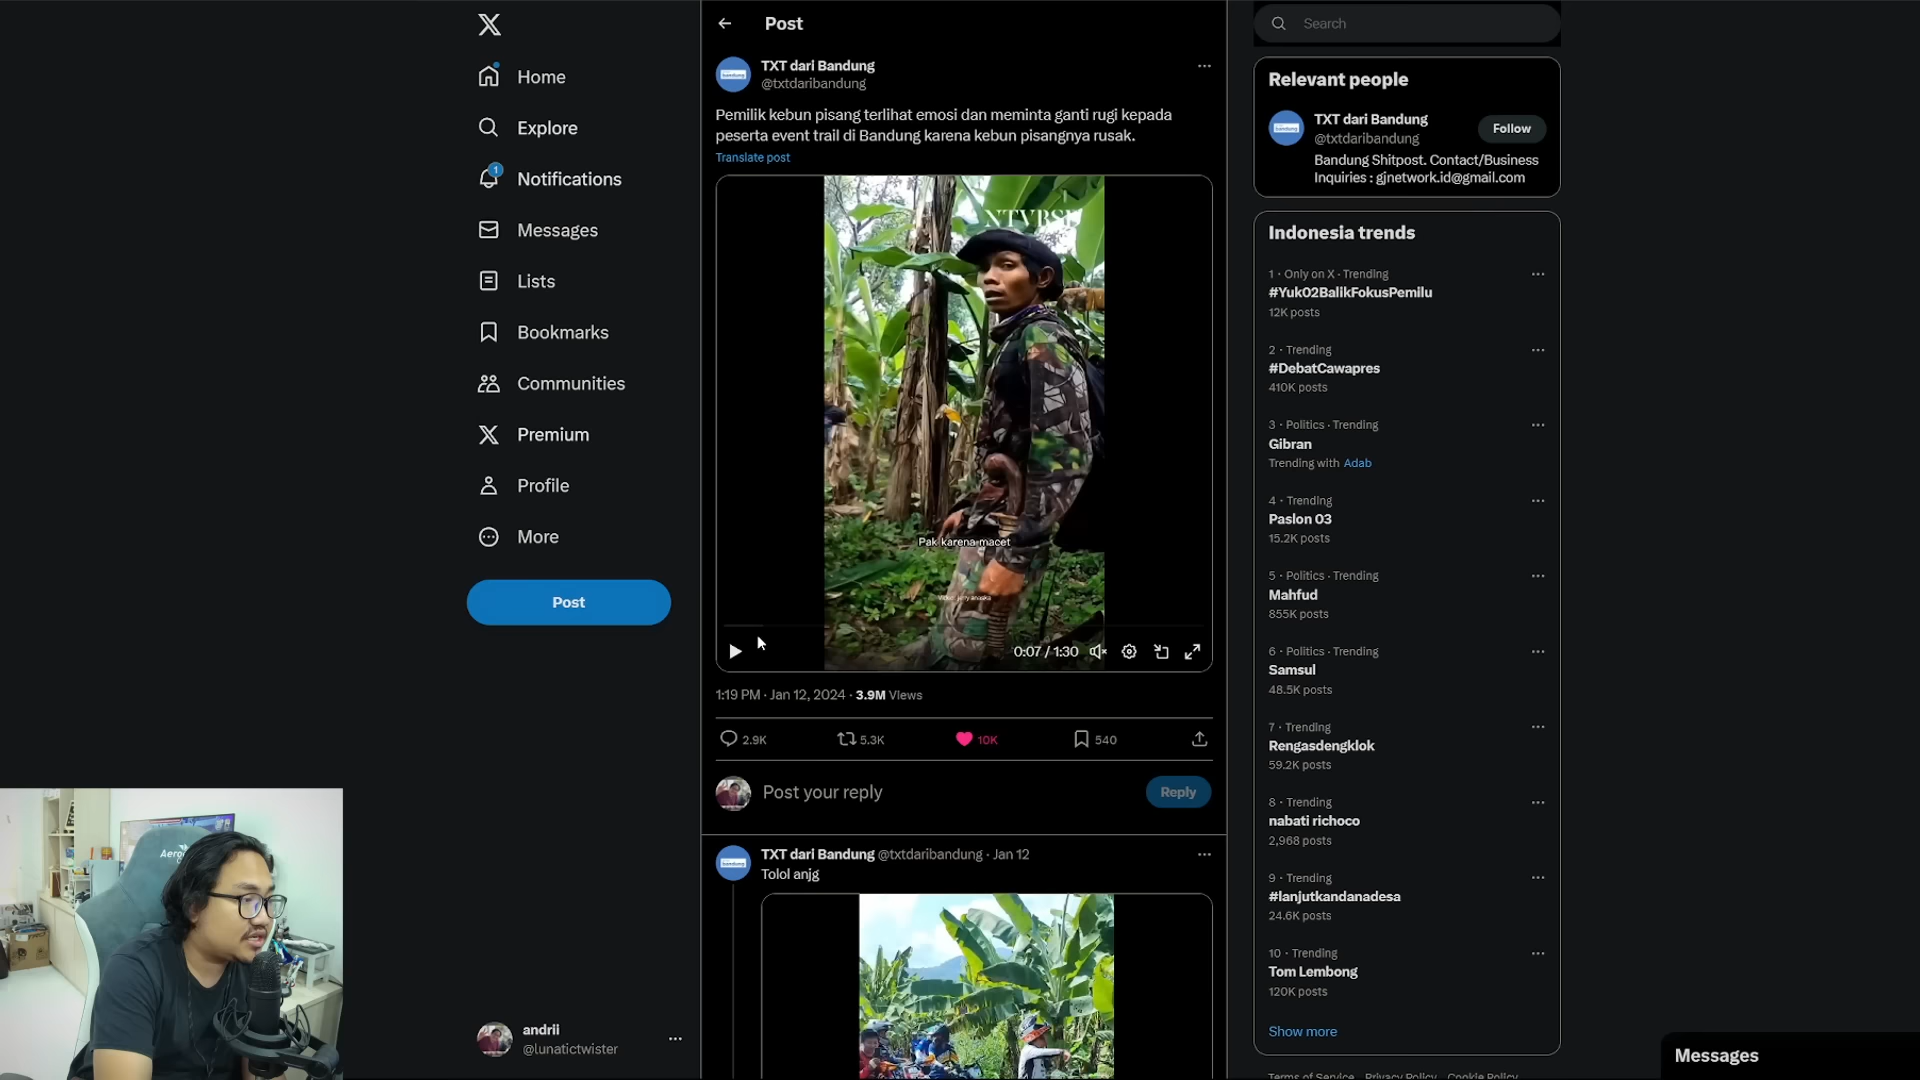 Home
Explore
1
Notifications
Messages
Lists
Bookmarks
Communities
Premium
Profile
More
Post
andrii
@lunatictwister
Post
TXT dari Bandung
@txtdaribandung
Pemilik kebun pisang terlihat emosi dan meminta ganti rugi kepada
peserta event trail di Bandung karena kebun pisangnya rusak.
Translate post
Pak karena macet
0:07 / 1:30
1:19 PM · Jan 12, 2024 · 3.9M Views
2.9K
5.3K
10K
540
Post your reply
Reply
TXT dari Bandung @txtdaribandung · Jan 12
Tolol anjg
Search
Relevant people
TXT dari Bandung
@txtdaribandung
Follow
Bandung Shitpost. Contact/Business
Inquiries : gjnetwork.id@gmail.com
Indonesia trends
1 · Only on X · Trending
#Yuk02BalikFokusPemilu
12K posts
2 · Trending
#DebatCawapres
410K posts
3 · Politics · Trending
Gibran
Trending with Adab
4 · Trending
Paslon 03
15.2K posts
5 · Politics · Trending
Mahfud
855K posts
6 · Politics · Trending
Samsul
48.5K posts
7 · Trending
Rengasdengklok
59.2K posts
8 · Trending
nabati richoco
2,968 posts
9 · Trending
#lanjutkandanadesa
24.6K posts
10 · Trending
Tom Lembong
120K posts
Show more
Terms of Service Privacy Policy Cookie Policy
Messages